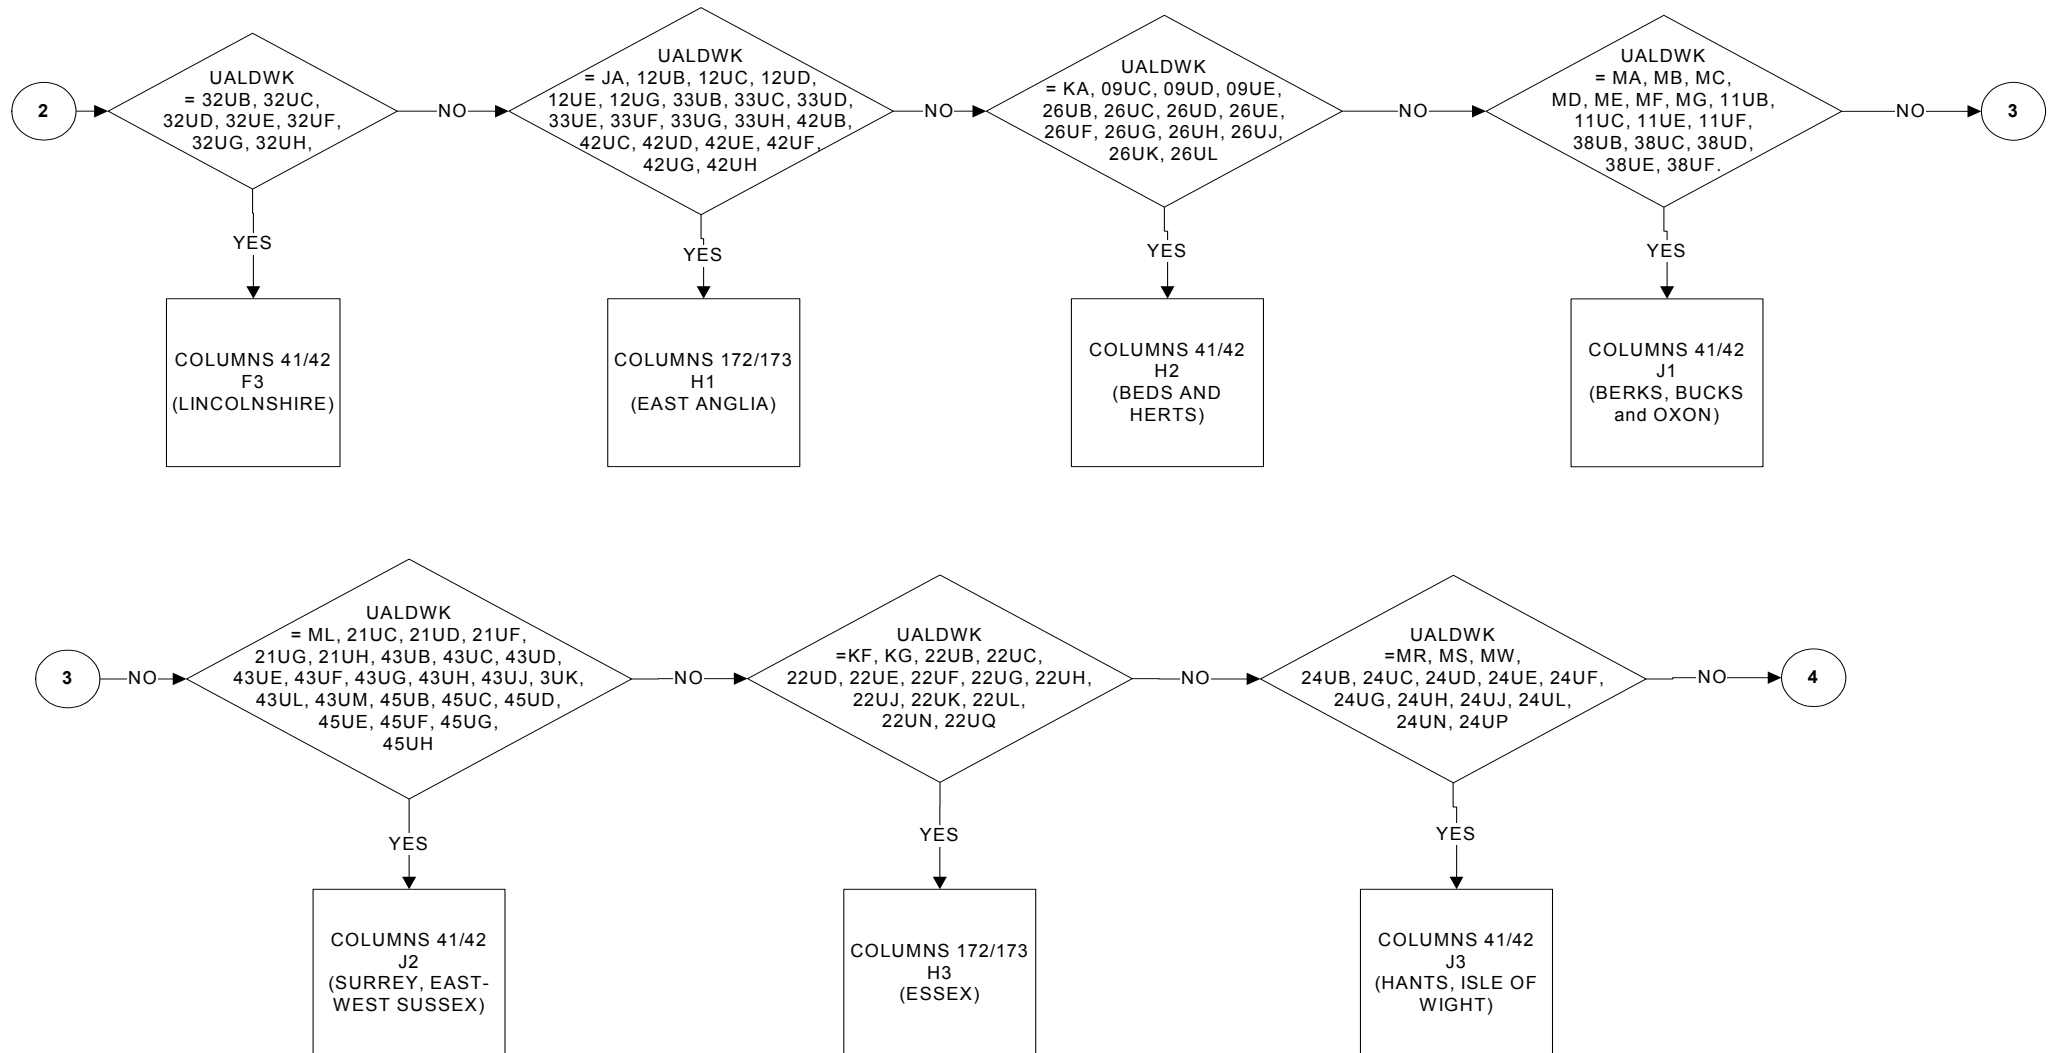 2
UALDWK
= 32UB, 32UC,
32UD, 32UE, 32UF,
32UG, 32UH,
NO
UALDWK
= JA, 12UB, 12UC, 12UD,
12UE, 12UG, 33UB, 33UC, 33UD,
33UE, 33UF, 33UG, 33UH, 42UB,
42UC, 42UD, 42UE, 42UF,
42UG, 42UH
NO
UALDWK
= KA, 09UC, 09UD, 09UE,
26UB, 26UC, 26UD, 26UE,
26UF, 26UG, 26UH, 26UJ,
26UK, 26UL
NO
UALDWK
= MA, MB, MC,
MD, ME, MF, MG, 11UB,
11UC, 11UE, 11UF,
38UB, 38UC, 38UD,
38UE, 38UF.
NO
3
YES
YES
YES
YES
COLUMNS 41/42
F3
(LINCOLNSHIRE)
COLUMNS 172/173
H1
(EAST ANGLIA)
COLUMNS 41/42
H2
(BEDS AND
HERTS)
COLUMNS 41/42
J1
(BERKS, BUCKS
and OXON)
3
NO
UALDWK
= ML, 21UC, 21UD, 21UF,
21UG, 21UH, 43UB, 43UC, 43UD,
43UE, 43UF, 43UG, 43UH, 43UJ, 3UK,
43UL, 43UM, 45UB, 45UC, 45UD,
45UE, 45UF, 45UG,
45UH
NO
UALDWK
=KF, KG, 22UB, 22UC,
22UD, 22UE, 22UF, 22UG, 22UH,
22UJ, 22UK, 22UL,
22UN, 22UQ
NO
UALDWK
=MR, MS, MW,
24UB, 24UC, 24UD, 24UE, 24UF,
24UG, 24UH, 24UJ, 24UL,
24UN, 24UP
NO
4
YES
YES
YES
COLUMNS 41/42
J2
(SURREY, EAST-
WEST SUSSEX)
COLUMNS 172/173
H3
(ESSEX)
COLUMNS 41/42
J3
(HANTS, ISLE OF
WIGHT)